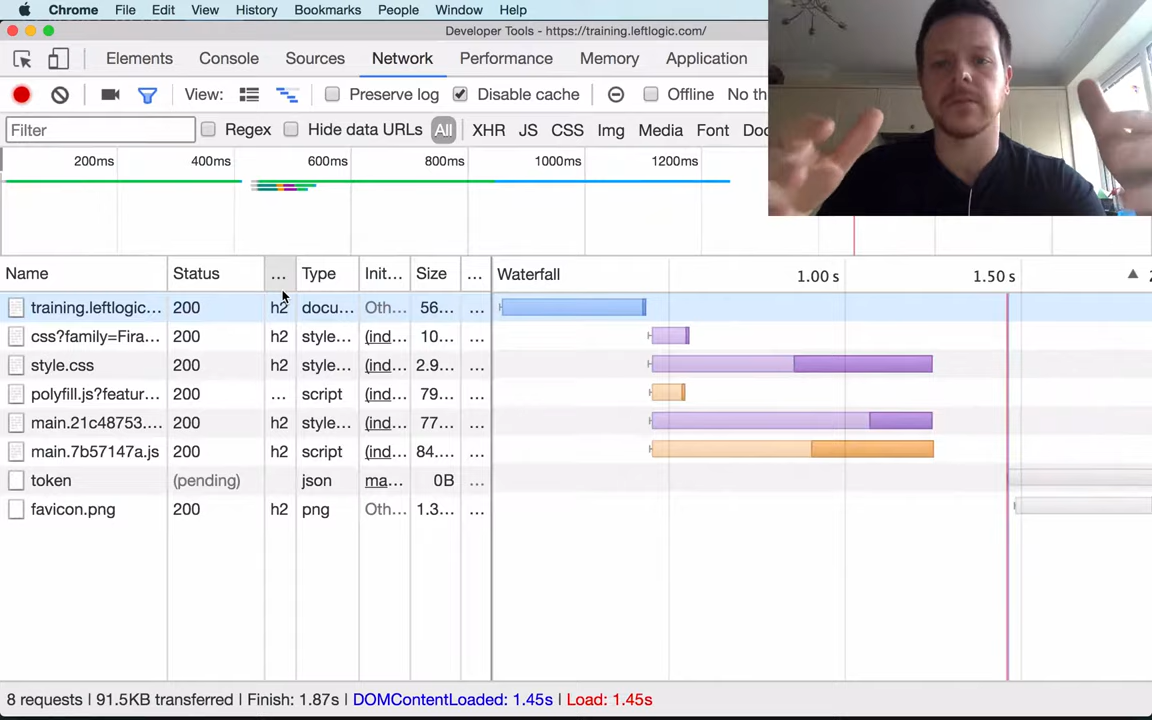 Chrome File Edit View History Bookmarks People Window Help
Developer Tools - https://training.leftlogic.com/
Elements Console Sources Network Performance Memory Application
View: Preserve log Disable cache Offline No th
Filter Regex Hide data URLs All XHR JS CSS Img Media Font Doc
200ms 400ms 600ms 800ms 1000ms 1200ms
Name Status ... Type Init... Size ... Waterfall 1.00 s 1.50 s 2
training.leftlogic... 200 h2 docu... Oth... 56... ...
css?family=Fira... 200 h2 style... (ind... 10... ...
style.css 200 h2 style... (ind... 2.9... ...
polyfill.js?featur... 200 ... script (ind... 79... ...
main.21c48753.... 200 h2 style... (ind... 77... ...
main.7b57147a.js 200 h2 script (ind... 84.... ...
token (pending) json ma... 0B ...
favicon.png 200 h2 png Oth... 1.3... ...
8 requests | 91.5KB transferred | Finish: 1.87s | DOMContentLoaded: 1.45s | Load: 1.45s